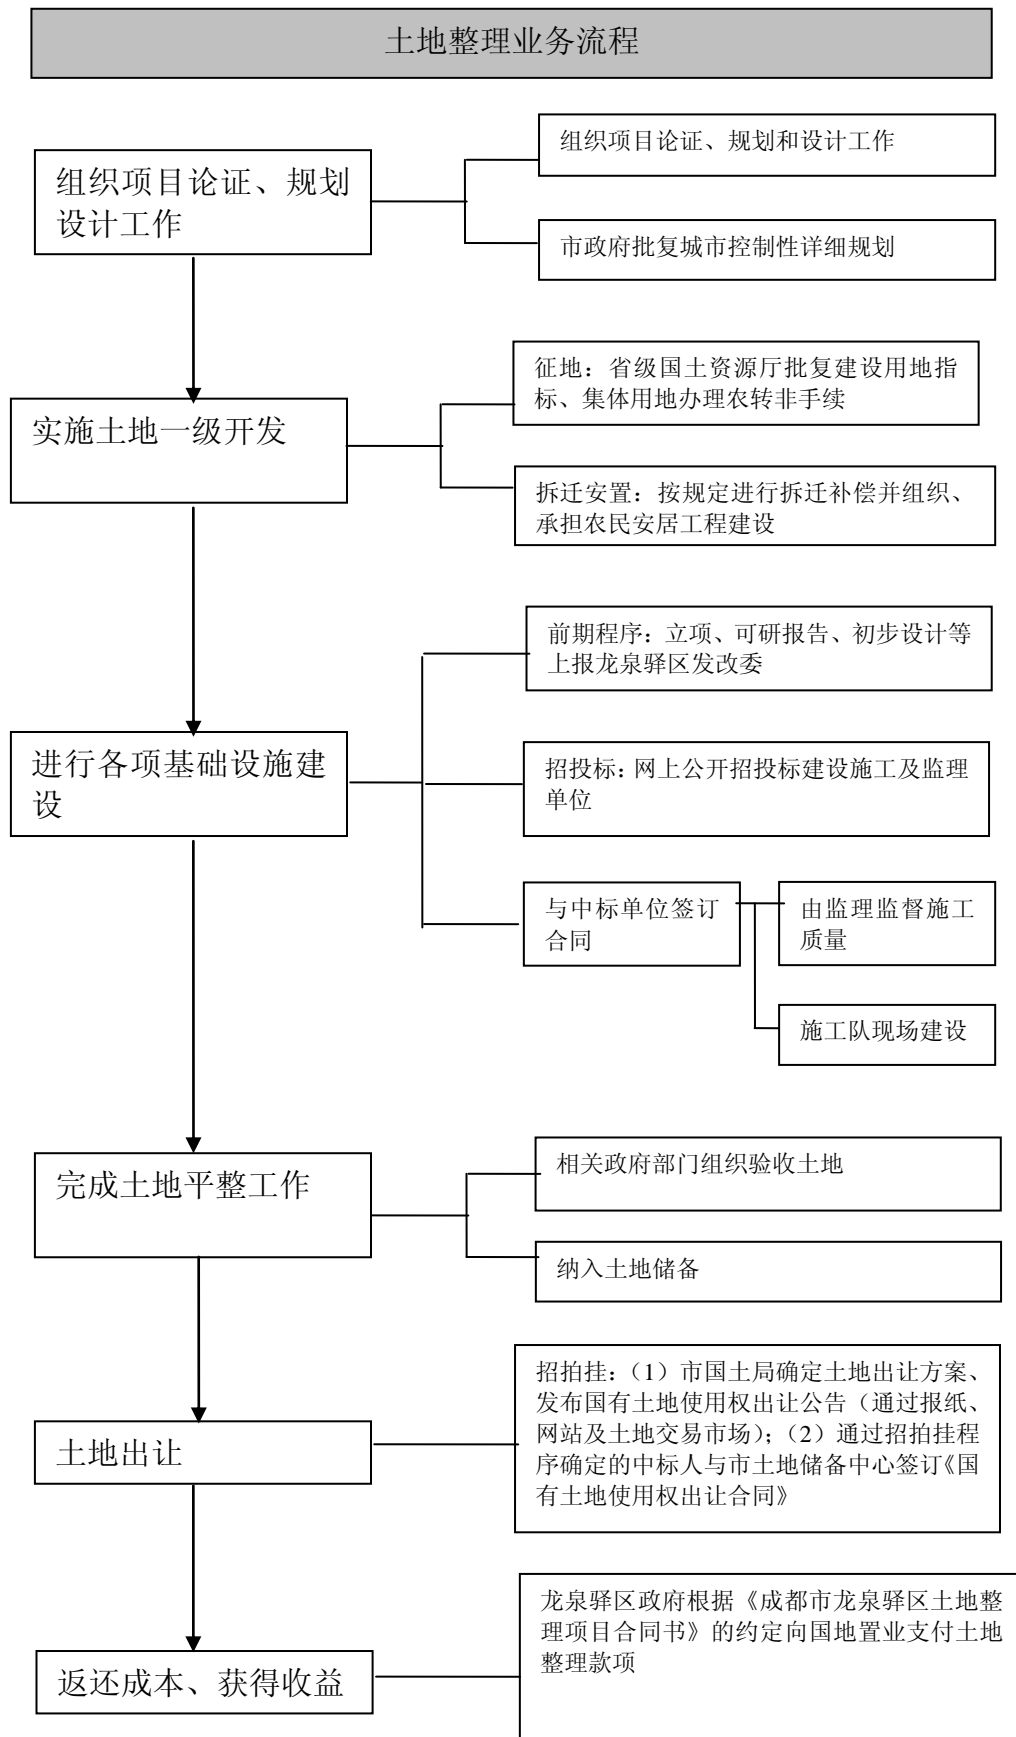 土地整理业务流程
组织项目论证、规划
设计工作
组织项目论证、规划和设计工作
市政府批复城市控制性详细规划
实施土地一级开发
征地：省级国土资源厅批复建设用地指
标、集体用地办理农转非手续
拆迁安置：按规定进行拆迁补偿并组织、
承担农民安居工程建设
进行各项基础设施建
设
前期程序：立项、可研报告、初步设计等
上报龙泉驿区发改委
招投标：网上公开招投标建设施工及监理
单位
与中标单位签订
合同
由监理监督施工
质量
施工队现场建设
完成土地平整工作
相关政府部门组织验收土地
纳入土地储备
土地出让
招拍挂：（1）市国土局确定土地出让方案、
发布国有土地使用权出让公告（通过报纸、
网站及土地交易市场）；（2）通过招拍挂程
序确定的中标人与市土地储备中心签订《国
有土地使用权出让合同》
返还成本、获得收益
龙泉驿区政府根据《成都市龙泉驿区土地整
理项目合同书》的约定向国地置业支付土地
整理款项